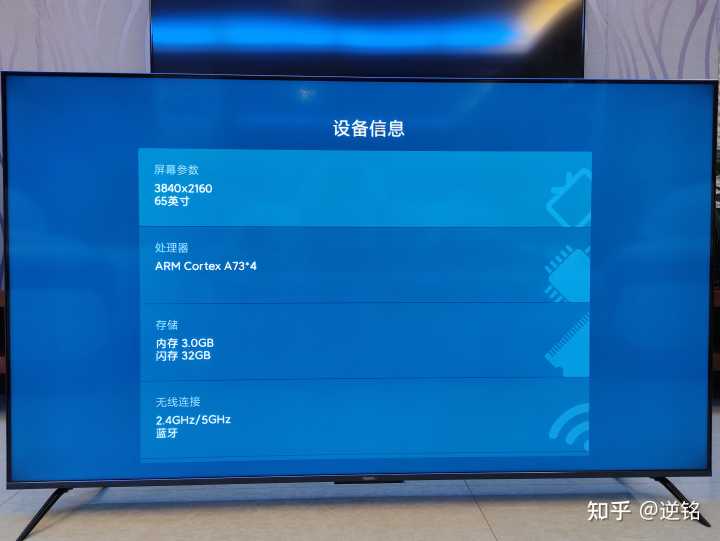 设备信息
屏幕参数
3840x2160
65英寸
处理器
ARM Cortex A73*4
存储
内存 3.0GB
闪存 32GB
无线连接
2.4GHz/5GHz
蓝牙
知乎 @逆铭